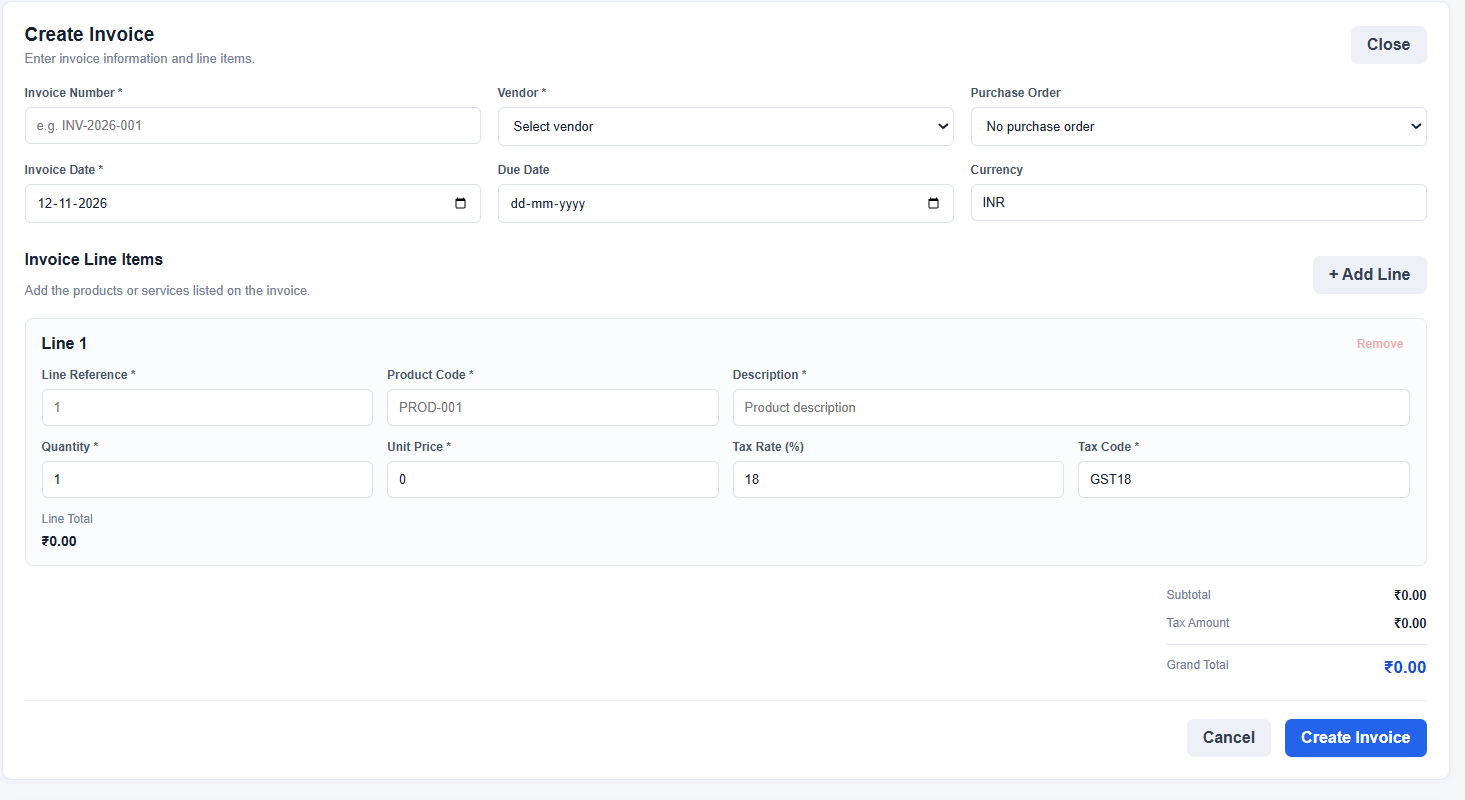 Create Invoice
Enter invoice information and line items.
Close
Invoice Number *
Vendor *
Purchase Order
e.g. INV-2026-001
Select vendor
No purchase order
Invoice Date *
Due Date
Currency
12-11-2026
dd-mm-yyyy
INR
Invoice Line Items
Add the products or services listed on the invoice.
+ Add Line
Line 1
Remove
Line Reference *
Product Code *
Description *
1
PROD-001
Product description
Quantity *
Unit Price *
Tax Rate (%)
Tax Code *
1
0
18
GST18
Line Total
₹0.00
Subtotal ₹0.00
Tax Amount ₹0.00
Grand Total ₹0.00
Cancel
Create Invoice